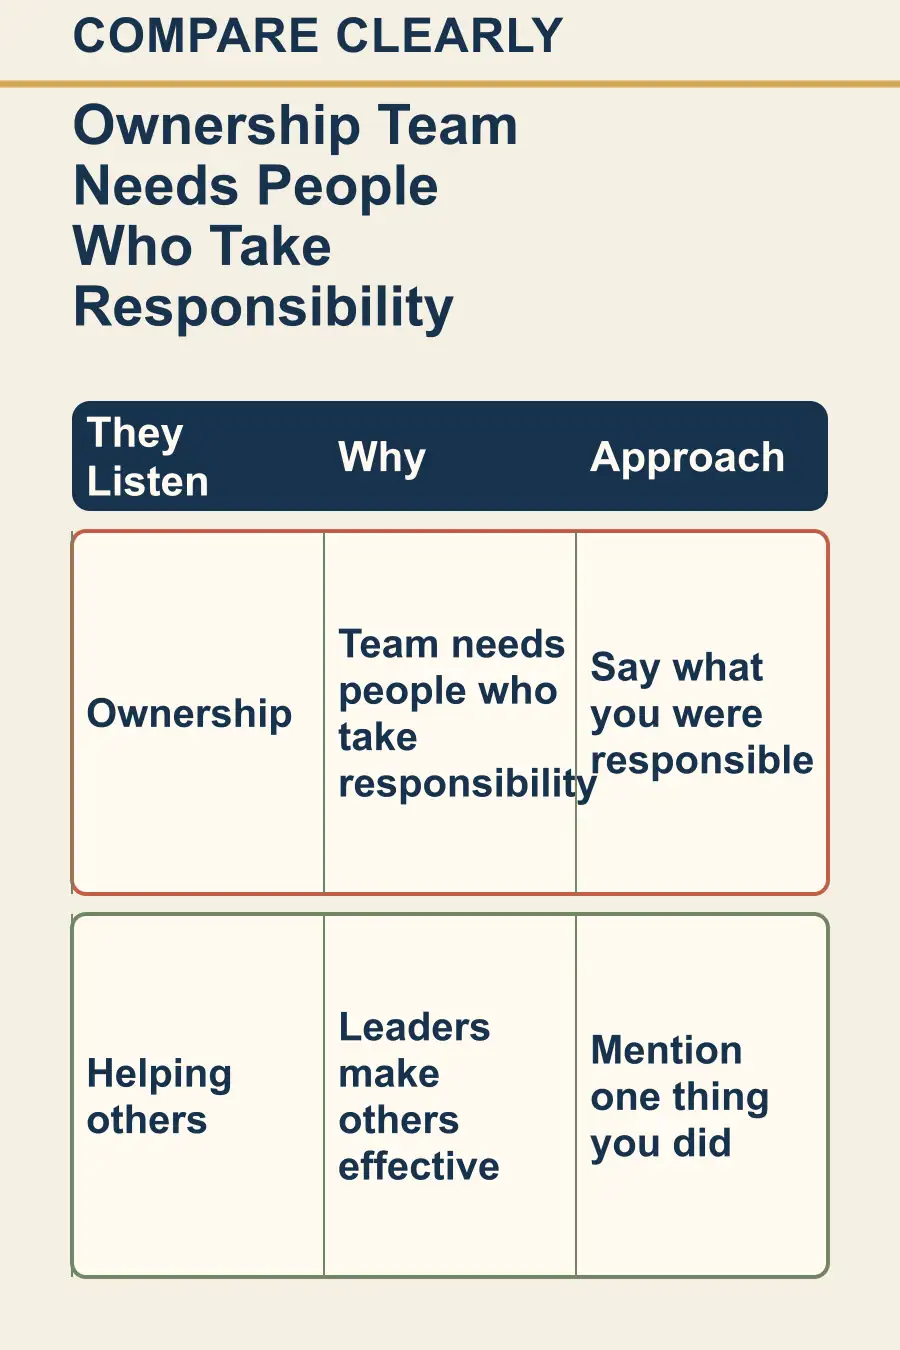 COMPARE CLEARLY
Ownership Team
Needs People
Who Take
Responsibility
They
Listen
Why
Approach
Ownership
Team needs
people who
take
responsibility
Say what
you were
responsible
Helping
others
Leaders
make
others
effective
Mention
one thing
you did